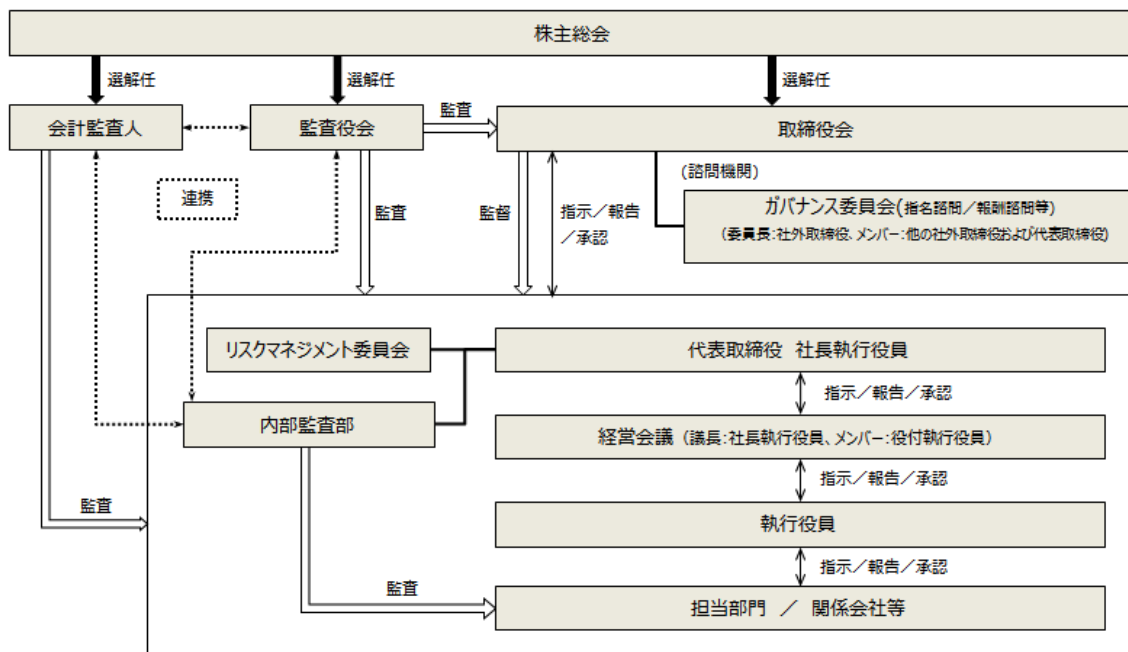 株主総会
選解任
選解任
選解任
会計監査人
監査役会
監査
取締役会
連携
監査
監督
指示／報告
／承認
(諮問機関)
ガバナンス委員会(指名諮問／報酬諮問等)
(委員長:社外取締役、メンバー:他の社外取締役および代表取締役)
リスクマネジメント委員会
代表取締役 社長執行役員
指示／報告／承認
内部監査部
経営会議 (議長:社長執行役員、メンバー:役付執行役員)
指示／報告／承認
監査
執行役員
指示／報告／承認
監査
担当部門 ／ 関係会社等